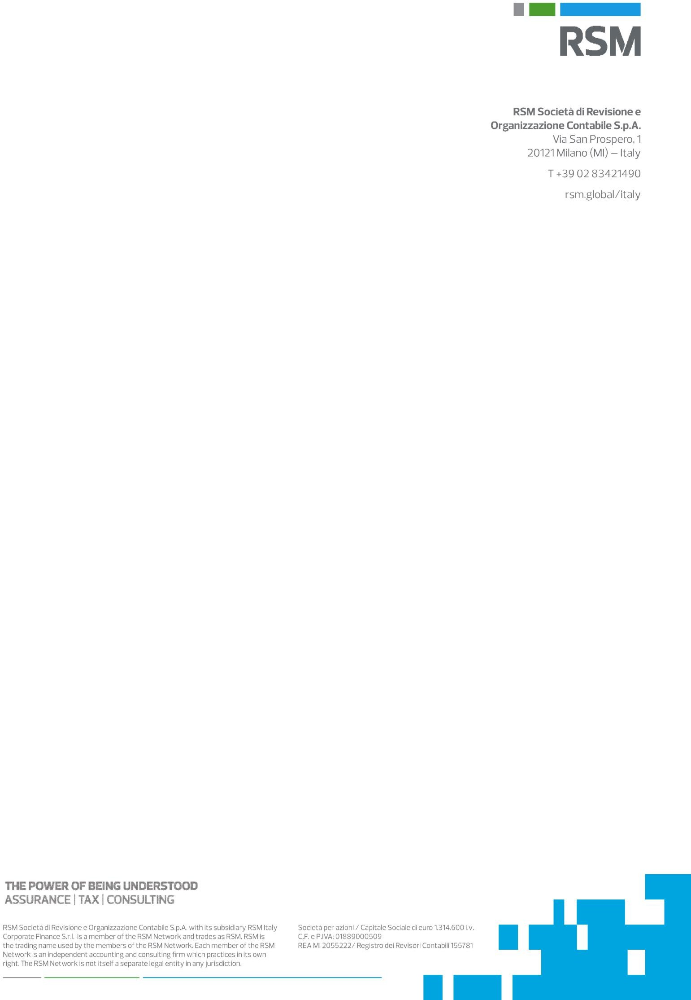 RSM
RSM Società di Revisione e
Organizzazione Contabile S.p.A.
Via San Prospero, 1
20121 Milano (MI) – Italy
T +39 02 83421490
rsm.global/italy
THE POWER OF BEING UNDERSTOOD
ASSURANCE | TAX | CONSULTING
RSM Società di Revisione e Organizzazione Contabile S.p.A. with its subsidiary RSM Italy
Corporate Finance S.r.l. is a member of the RSM Network and trades as RSM. RSM is
the trading name used by the members of the RSM Network. Each member of the RSM
Network is an independent accounting and consulting firm which practices in its own
right. The RSM Network is not itself a separate legal entity in any jurisdiction.
Società per azioni / Capitale Sociale di euro 1.314.600 i.v.
C.F. e P.IVA: 01889000509
REA MI 2055222/ Registro dei Revisori Contabili 155781